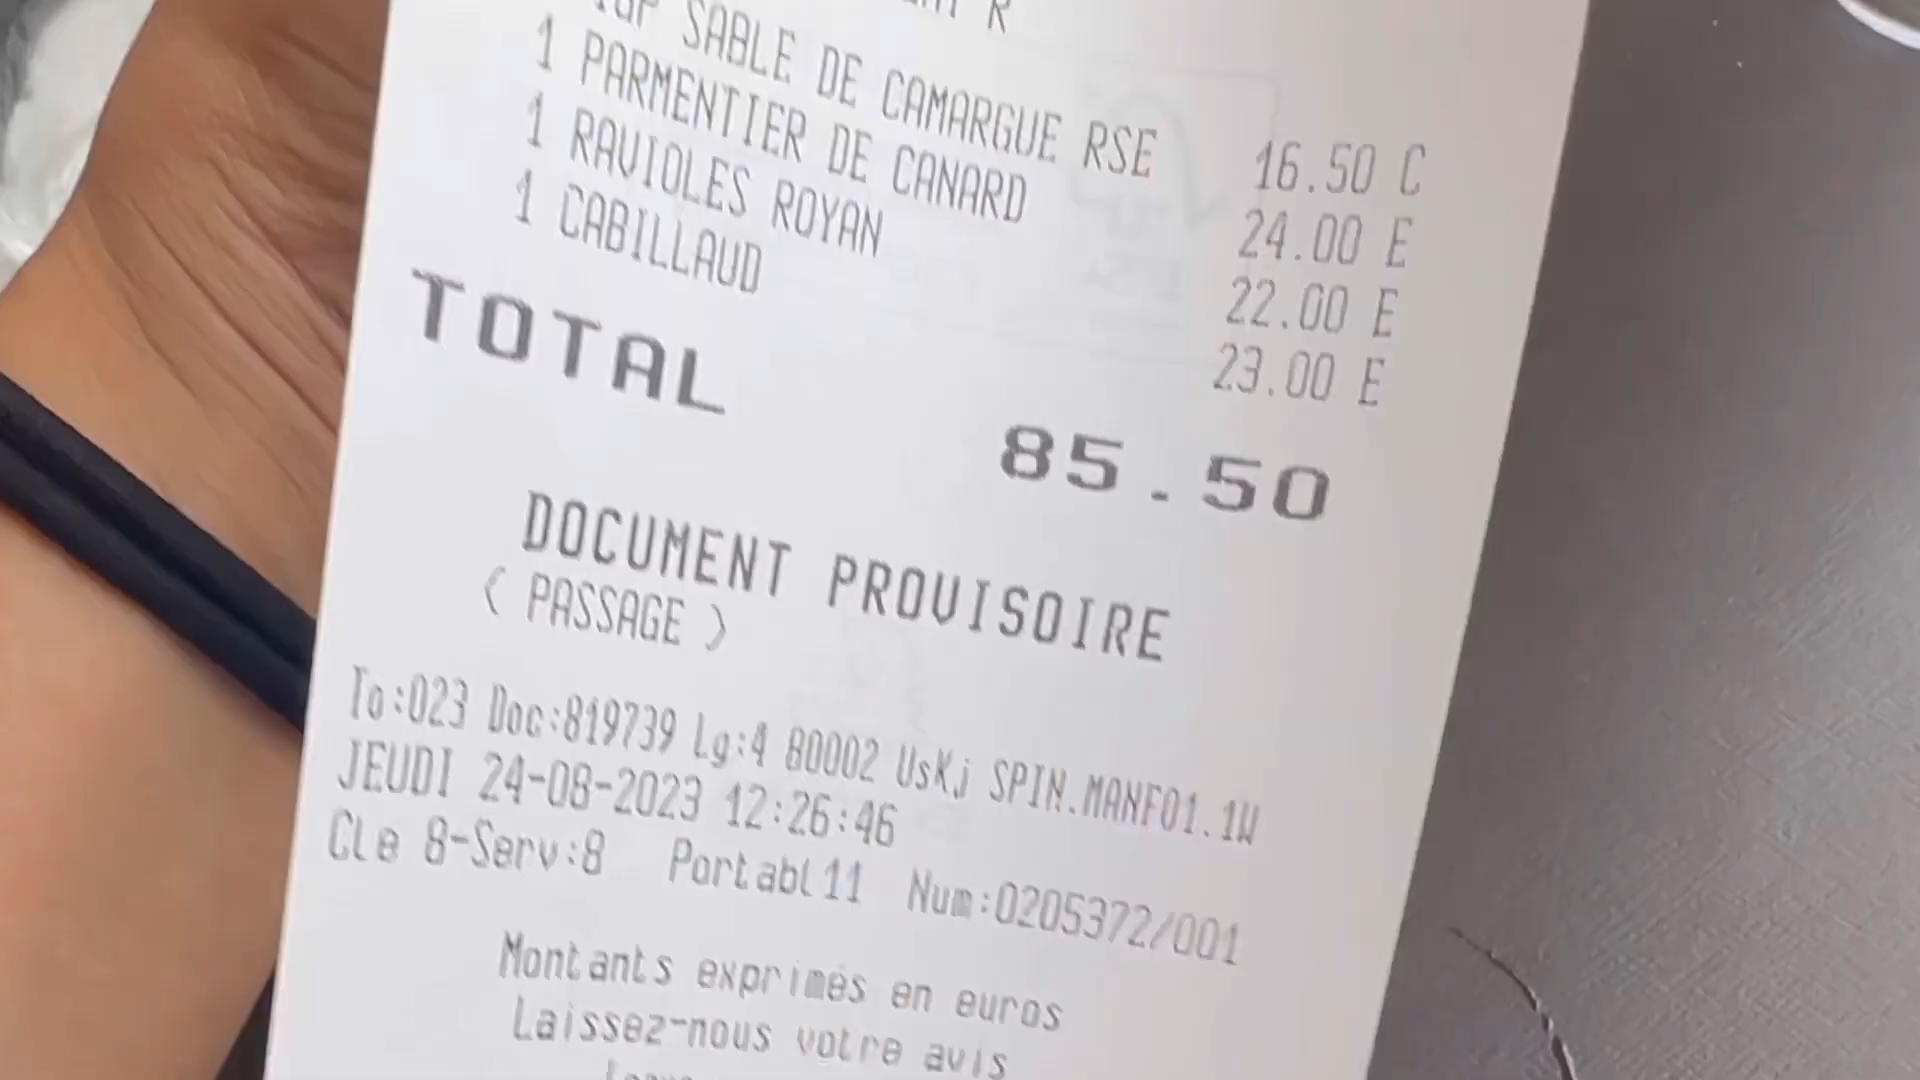 IGP SABLE DE CAMARGUE RSE 16.50 C
1 PARMENTIER DE CANARD 24.00 E
1 RAVIOLES ROYAN 22.00 E
1 CABILLAUD 23.00 E
TOTAL 85.50
DOCUMENT PROVISOIRE
( PASSAGE )
To:023 Doc:819739 Lg:4 80002 UsKj SPIN.MANF01.1W
JEUDI 24-08-2023 12:26:46
CLe 8-Serv:8 Portabl11 Num:0205372/001
Montants exprimés en euros
Laissez-nous votre avis